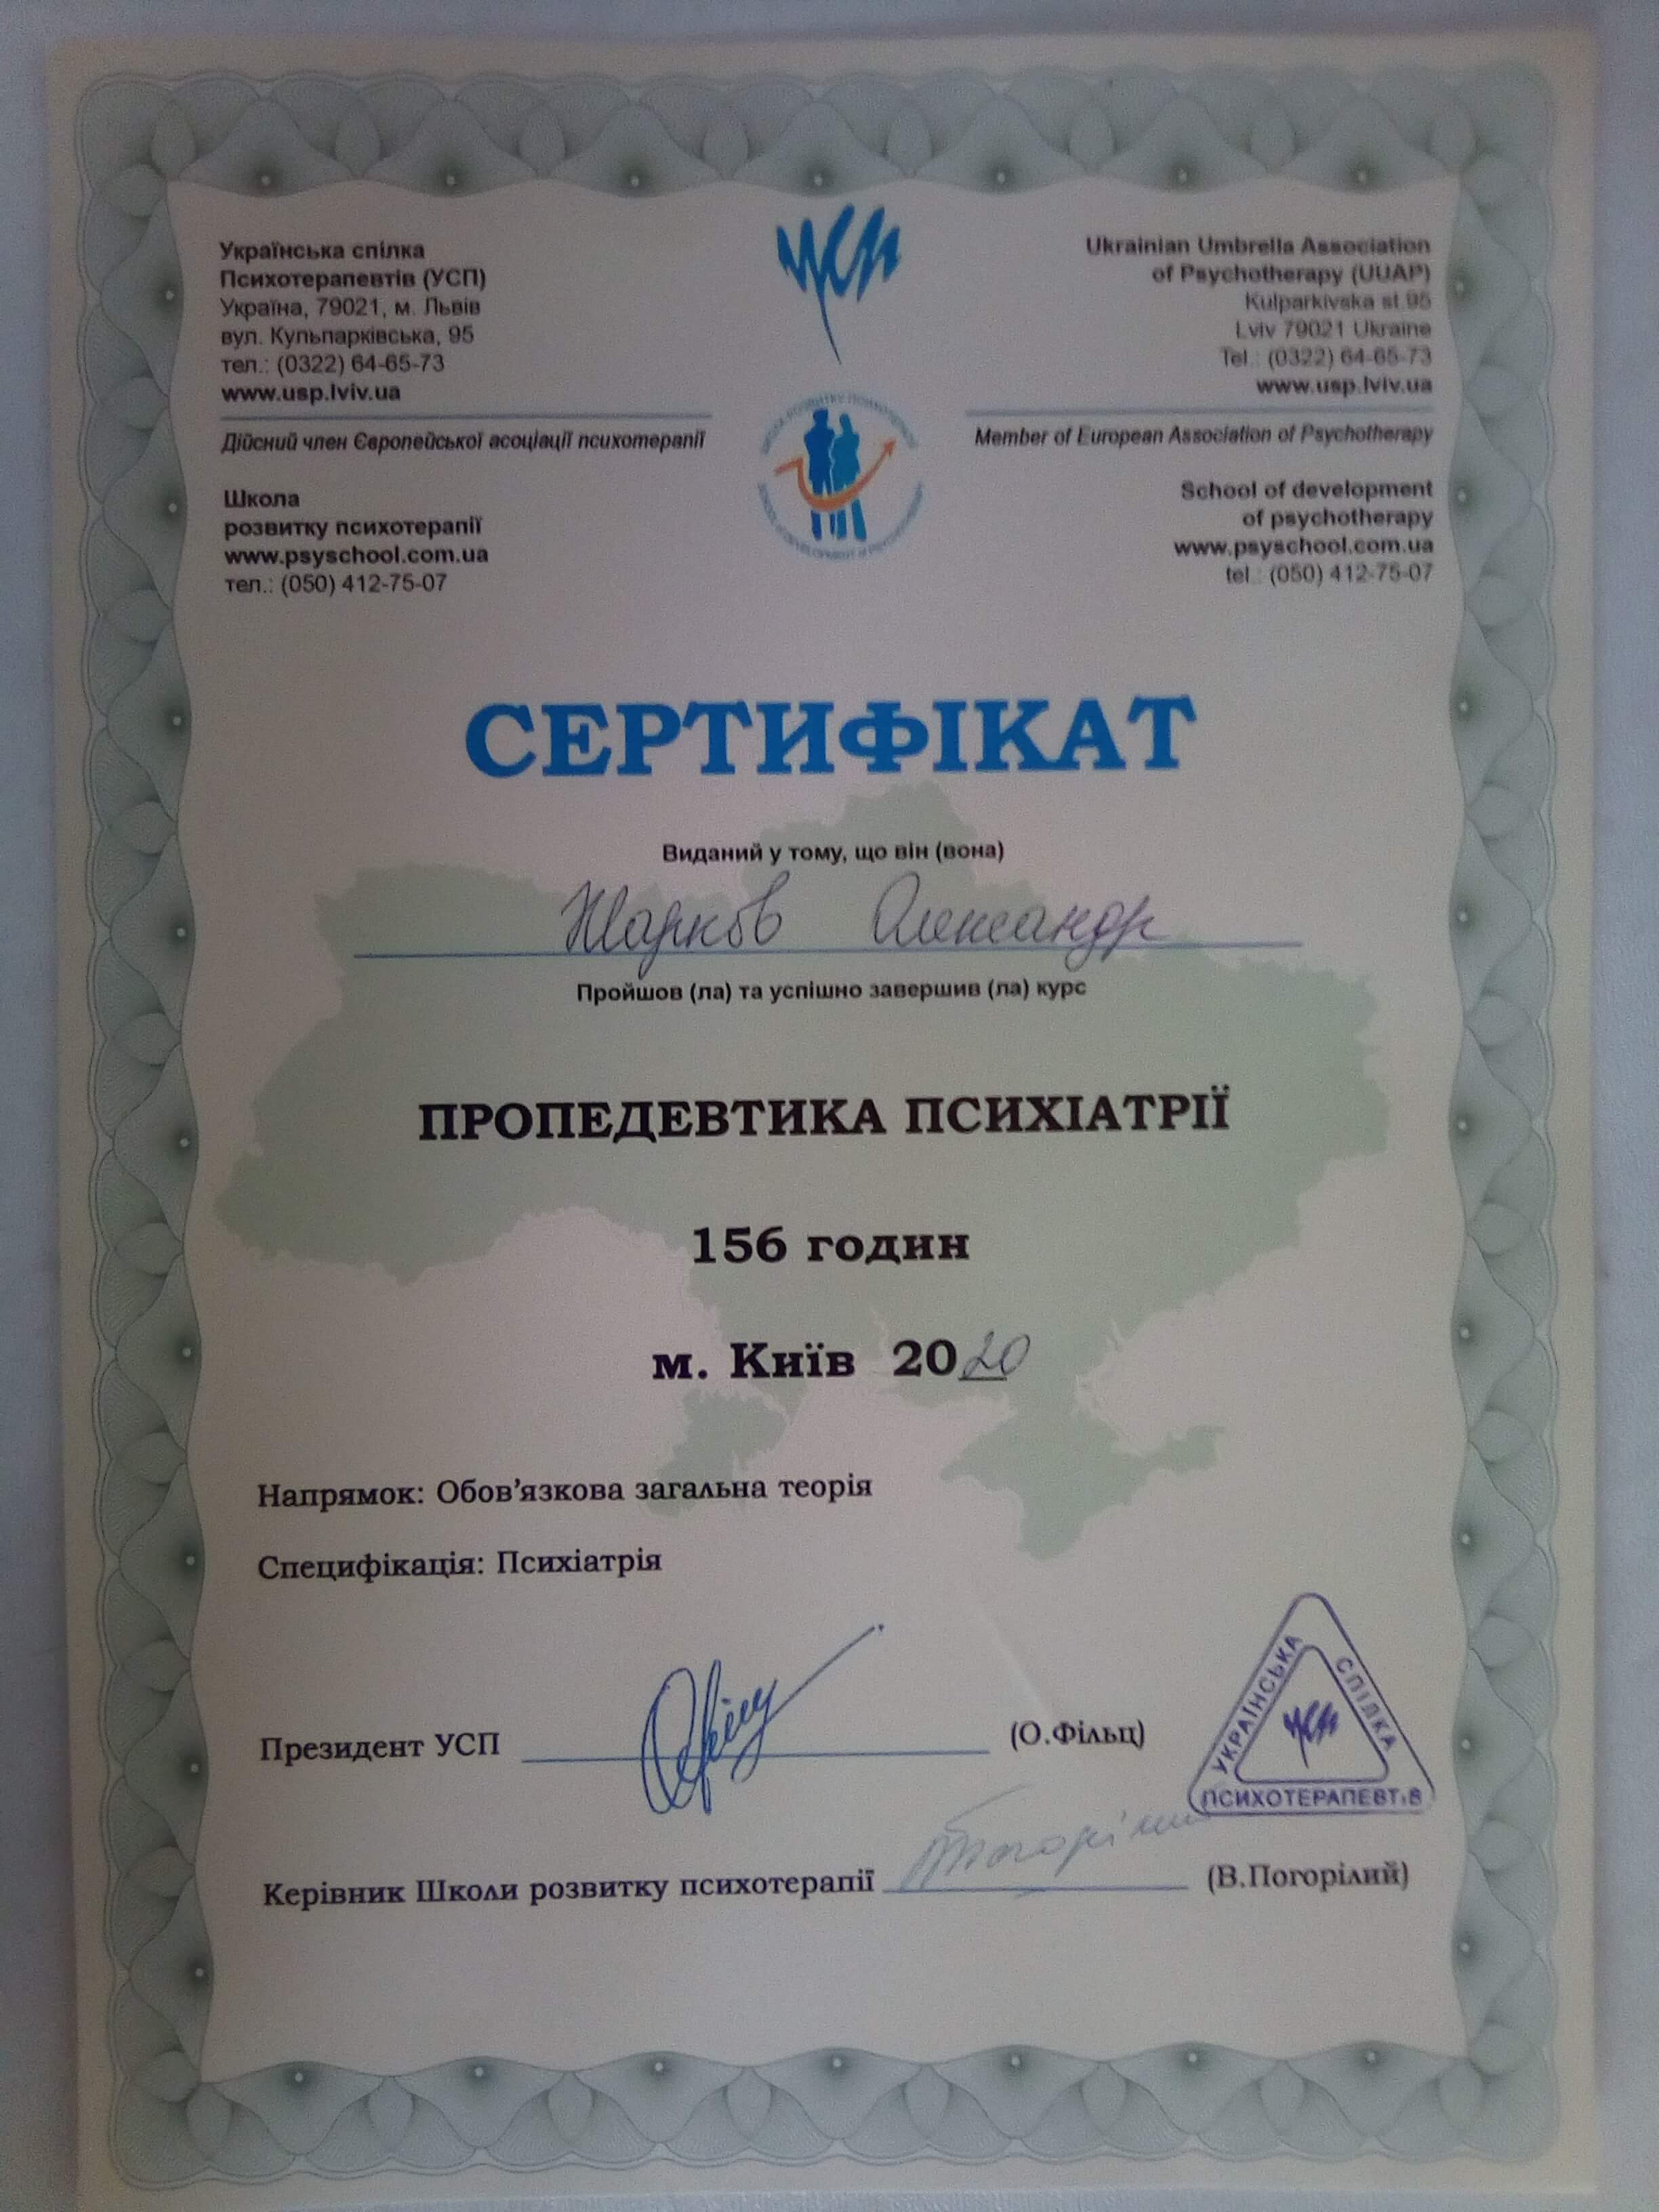 Українська спілка
Психотерапевтів (УСП)
Україна, 79021, м. Львів
вул. Кульпарківська, 95
тел.: (0322) 64-65-73
www.usp.lviv.ua
Дійсний член Європейської асоціації психотерапії
Школа
розвитку психотерапії
www.psyschool.com.ua
тел.: (050) 412-75-07
усп
Ukrainian Umbrella Association
of Psychotherapy (UUAP)
Kulparkivska st.95
Lviv 79021 Ukraine
Tel.: (0322) 64-65-73
www.usp.lviv.ua
Member of European Association of Psychotherapy
School of development
of psychotherapy
www.psyschool.com.ua
tel.: (050) 412-75-07
СЕРТИФІКАТ
Виданий у тому, що він (вона)
Жарков Олександр
Пройшов (ла) та успішно завершив (ла) курс
ПРОПЕДЕВТИКА ПСИХІАТРІЇ
156 годин
м. Київ 2020
Напрямок: Обов’язкова загальна теорія
Специфікація: Психіатрія
Президент УСП (О.Фільц)
УКРАЇНСЬКА СПІЛКА ПСИХОТЕРАПЕВТІВ
усп
Керівник Школи розвитку психотерапії (В.Погорілий)